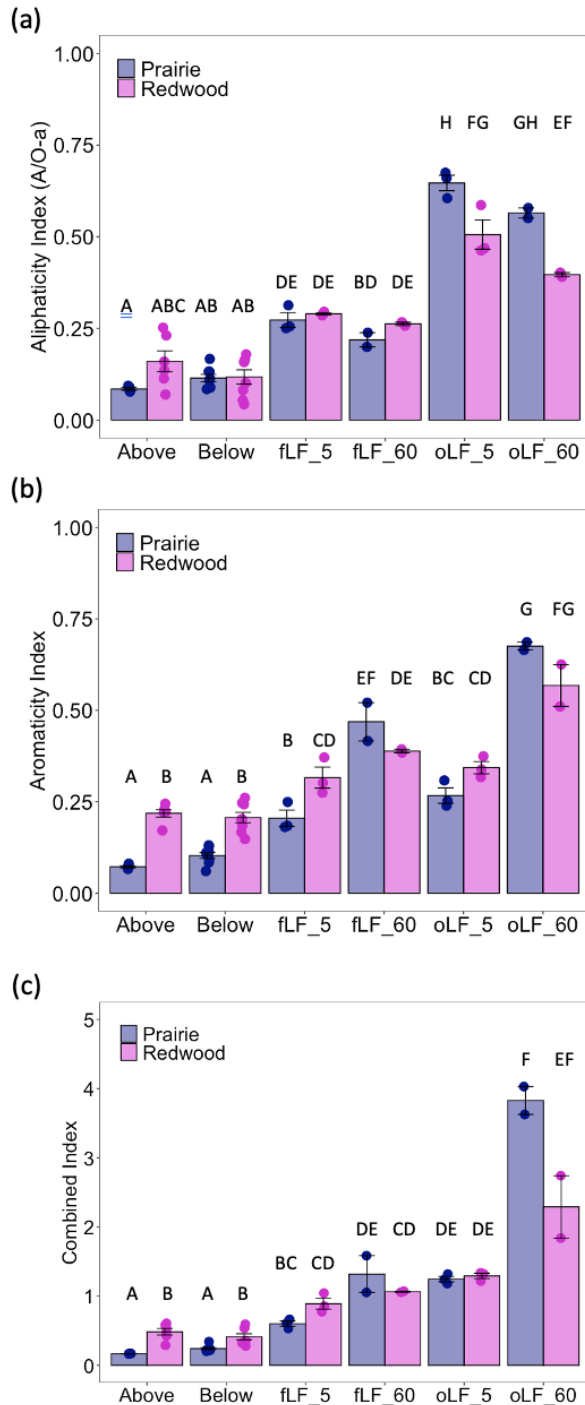 (a)
Aliphaticity Index (A/O-a)
1.00
0.75
0.50
0.25
0.00
Prairie
Redwood
A ABC AB AB DE DE BD DE H FG GH EF
Above Below fLF_5 fLF_60 oLF_5 oLF_60
(b)
Aromaticity Index
1.00
0.75
0.50
0.25
0.00
Prairie
Redwood
A B A B B CD EF DE BC CD G FG
Above Below fLF_5 fLF_60 oLF_5 oLF_60
(c)
Combined Index
5
4
3
2
1
0
Prairie
Redwood
A B A B BC CD DE CD DE DE F EF
Above Below fLF_5 fLF_60 oLF_5 oLF_60